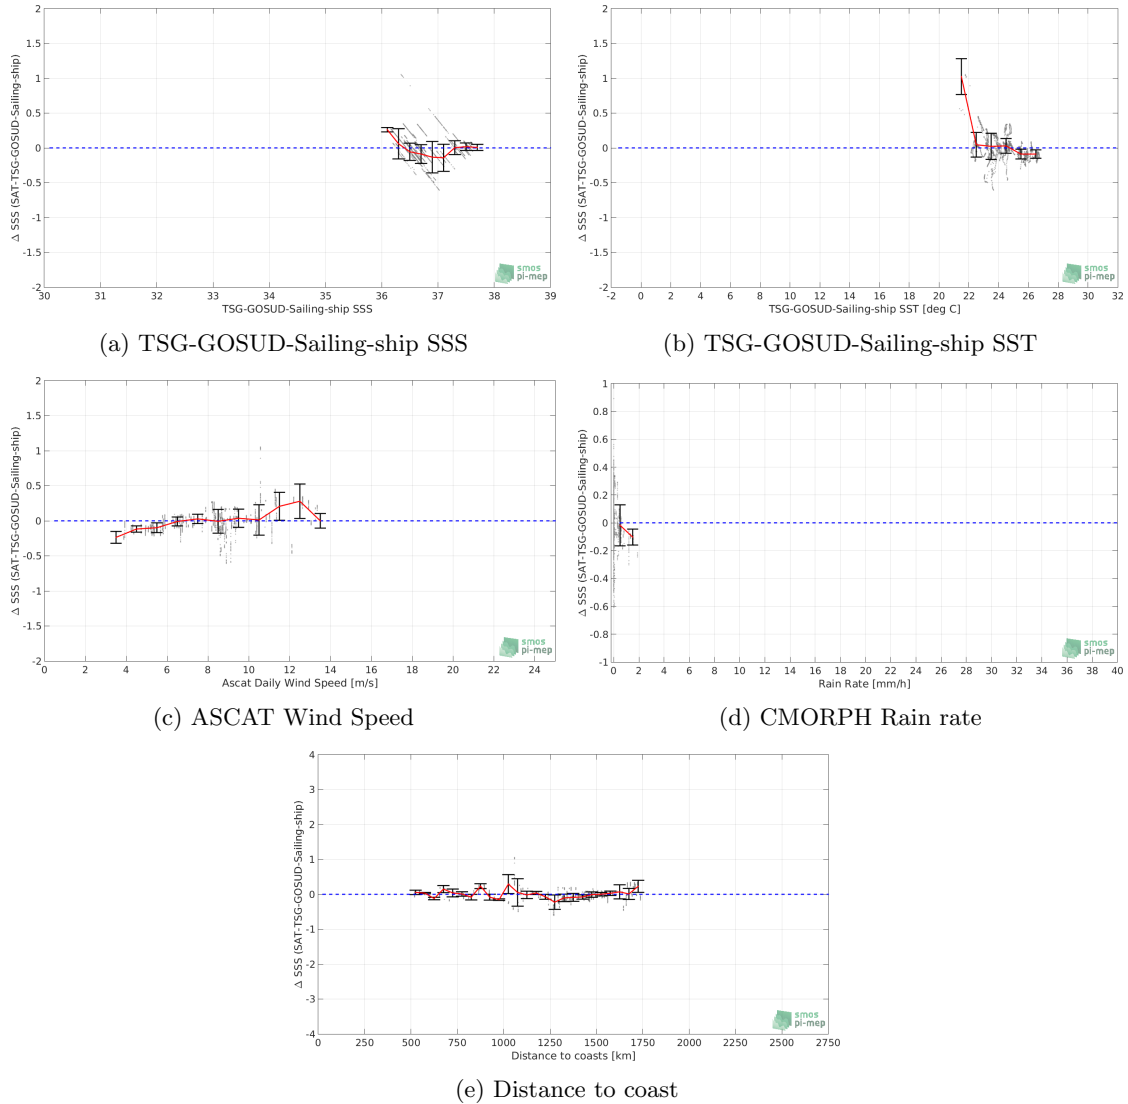 2
1.5
1
0.5
0
-0.5
-1
-1.5
-2
Δ SSS (SAT-TSG-GOSUD-Sailing-ship)
30 31 32 33 34 35 36 37 38 39
TSG-GOSUD-Sailing-ship SSS
smos
pi-mep
(a) TSG-GOSUD-Sailing-ship SSS
2
1.5
1
0.5
0
-0.5
-1
-1.5
-2
Δ SSS (SAT-TSG-GOSUD-Sailing-ship)
-2 0 2 4 6 8 10 12 14 16 18 20 22 24 26 28 30 32
TSG-GOSUD-Sailing-ship SST [deg C]
smos
pi-mep
(b) TSG-GOSUD-Sailing-ship SST
2
1.5
1
0.5
0
-0.5
-1
-1.5
-2
Δ SSS (SAT-TSG-GOSUD-Sailing-ship)
0 2 4 6 8 10 12 14 16 18 20 22 24
Ascat Daily Wind Speed [m/s]
smos
pi-mep
(c) ASCAT Wind Speed
1
0.8
0.6
0.4
0.2
0
-0.2
-0.4
-0.6
-0.8
-1
Δ SSS (SAT-TSG-GOSUD-Sailing-ship)
0 2 4 6 8 10 12 14 16 18 20 22 24 26 28 30 32 34 36 38 40
Rain Rate [mm/h]
smos
pi-mep
(d) CMORPH Rain rate
4
3
2
1
0
-1
-2
-3
-4
Δ SSS (SAT-TSG-GOSUD-Sailing-ship)
0 250 500 750 1000 1250 1500 1750 2000 2250 2500 2750
Distance to coasts [km]
smos
pi-mep
(e) Distance to coast